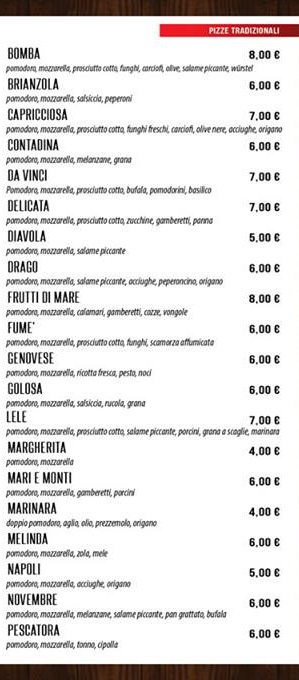 PIZZE TRADIZIONALI
BOMBA 8,00 €
pomodoro, mozzarella, prosciutto cotto, funghi, carciofi, olive, salame piccante, würstel
BRIANZOLA 6,00 €
pomodoro, mozzarella, salsiccia, peperoni
CAPRICCIOSA 7,00 €
pomodoro, mozzarella, prosciutto cotto, funghi freschi, carciofi, olive nere, acciughe, origano
CONTADINA 6,00 €
pomodoro, mozzarella, melanzane, grana
DA VINCI 7,00 €
Pomodoro, mozzarella, prosciutto cotto, bufala, pomodorini, basilico
DELICATA 7,00 €
pomodoro, mozzarella, prosciutto cotto, zucchine, gamberetti, panna
DIAVOLA 5,00 €
pomodoro, mozzarella, salame piccante
DRAGO 6,00 €
pomodoro, mozzarella, salame piccante, acciughe, peperoncino, origano
FRUTTI DI MARE 8,00 €
pomodoro, mozzarella, calamari, gamberetti, cozze, vongole
FUME' 6,00 €
pomodoro, mozzarella, prosciutto cotto, funghi, scamorza affumicata
GENOVESE 6,00 €
pomodoro, mozzarella, ricotta fresca, pesto, noci
GOLOSA 6,00 €
pomodoro, mozzarella, salsiccia, rucola, grana
LELE 7,00 €
pomodoro, mozzarella, prosciutto cotto, salame piccante, porcini, grana a scaglie, marinara
MARGHERITA 4,00 €
pomodoro, mozzarella
MARI E MONTI 6,00 €
pomodoro, mozzarella, gamberetti, porcini
MARINARA 4,00 €
doppio pomodoro, aglio, olio, prezzemolo, origano
MELINDA 6,00 €
pomodoro, mozzarella, zola, mele
NAPOLI 5,00 €
pomodoro, mozzarella, acciughe, origano
NOVEMBRE 6,00 €
pomodoro, mozzarella, melanzane, salame piccante, pan grattato, bufala
PESCATORA 6,00 €
pomodoro, mozzarella, tonno, cipolla